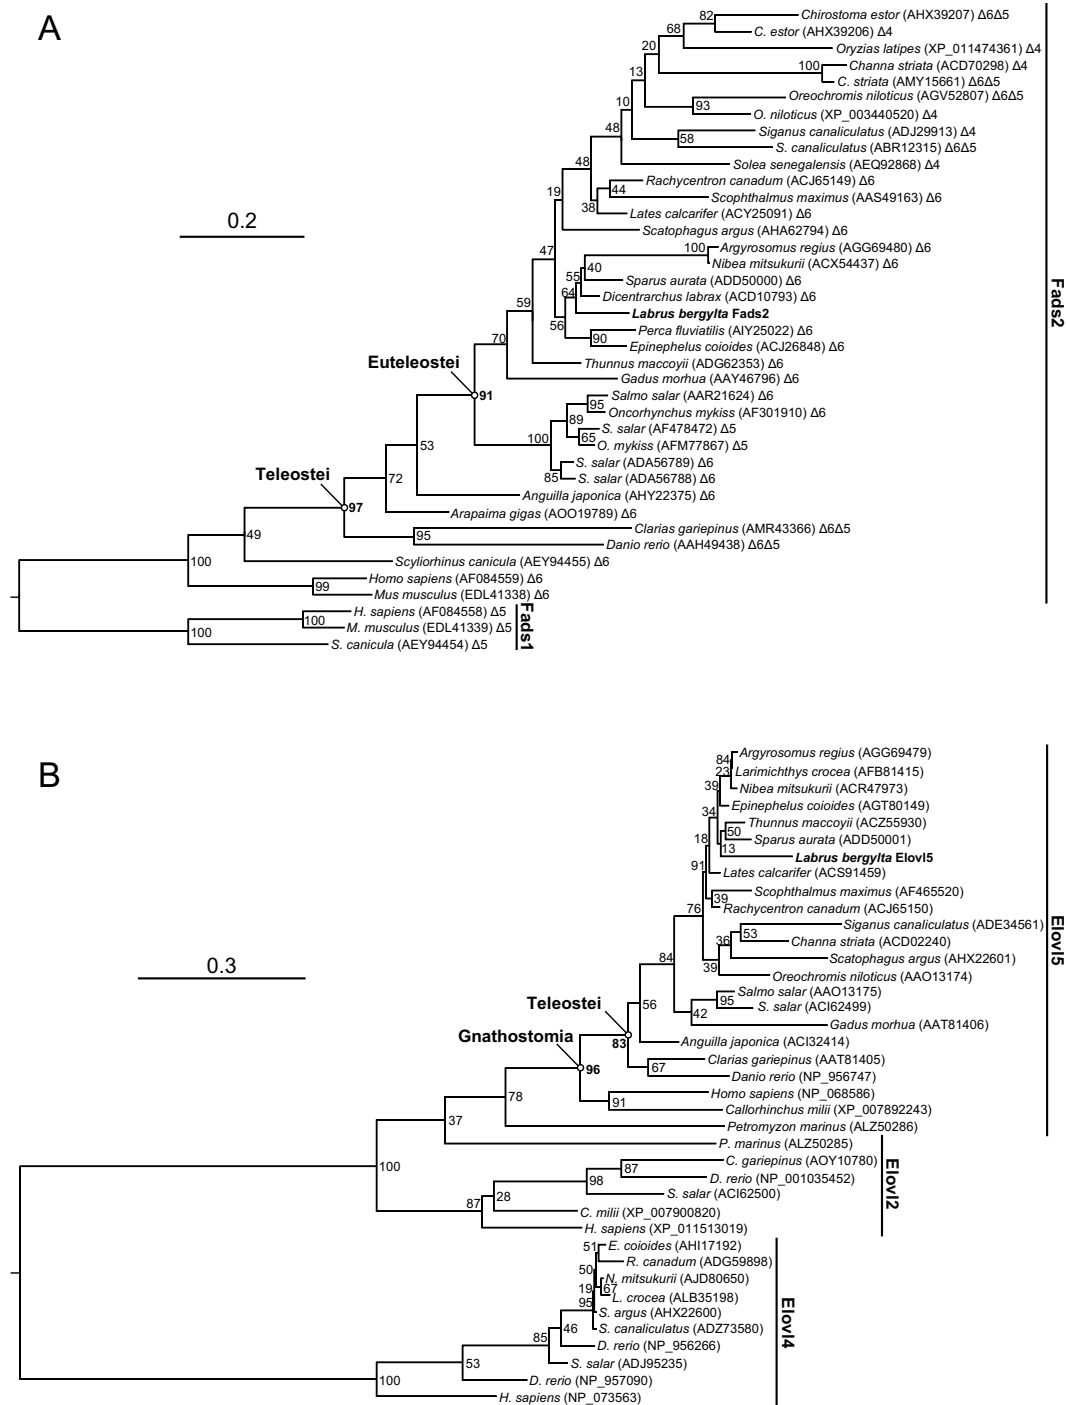 A
82
Chirostoma estor (AHX39207) Δ6Δ5
68
C. estor (AHX39206) Δ4
20
Oryzias latipes (XP_011474361) Δ4
100
Channa striata (ACD70298) Δ4
13
C. striata (AMY15661) Δ6Δ5
Oreochromis niloticus (AGV52807) Δ6Δ5
10
93
O. niloticus (XP_003440520) Δ4
48
Siganus canaliculatus (ADJ29913) Δ4
58
S. canaliculatus (ABR12315) Δ6Δ5
48
Solea senegalensis (AEQ92868) Δ4
Rachycentron canadum (ACJ65149) Δ6
19
44
Scophthalmus maximus (AAS49163) Δ6
38
Lates calcarifer (ACY25091) Δ6
0.2
Scatophagus argus (AHA62794) Δ6
47
100
Argyrosomus regius (AGG69480) Δ6
40
Nibea mitsukurii (ACX54437) Δ6
55
Sparus aurata (ADD50000) Δ6
64
Dicentrarchus labrax (ACD10793) Δ6
59
Labrus bergylta Fads2
56
Perca fluviatilis (AIY25022) Δ6
90
Epinephelus coioides (ACJ26848) Δ6
70
Thunnus maccoyii (ADG62353) Δ6
Euteleostei
Gadus morhua (AAY46796) Δ6
91
Salmo salar (AAR21624) Δ6
95
Oncorhynchus mykiss (AF301910) Δ6
89
S. salar (AF478472) Δ5
100
65
O. mykiss (AFM77867) Δ5
53
S. salar (ADA56789) Δ6
85
S. salar (ADA56788) Δ6
Teleostei
72
Anguilla japonica (AHY22375) Δ6
97
Arapaima gigas (AOO19789) Δ6
Clarias gariepinus (AMR43366) Δ6Δ5
49
95
Danio rerio (AAH49438) Δ6Δ5
100
Scyliorhinus canicula (AEY94455) Δ6
Homo sapiens (AF084559) Δ6
99
Mus musculus (EDL41338) Δ6
Fads2
H. sapiens (AF084558) Δ5
100
M. musculus (EDL41339) Δ5
100
S. canicula (AEY94454) Δ5
Fads1
B
Argyrosomus regius (AGG69479)
84
23
Larimichthys crocea (AFB81415)
39
Nibea mitsukurii (ACR47973)
Epinephelus coioides (AGT80149)
34
Thunnus maccoyii (ACZ55930)
50
Sparus aurata (ADD50001)
18
13
Labrus bergylta Elovl5
91
Lates calcarifer (ACS91459)
Scophthalmus maximus (AF465520)
39
76
Rachycentron canadum (ACJ65150)
Siganus canaliculatus (ADE34561)
53
36
Channa striata (ACD02240)
Scatophagus argus (AHX22601)
84
39
Oreochromis niloticus (AAO13174)
0.3
Salmo salar (AAO13175)
95
Teleostei
56
S. salar (ACI62499)
42
Gadus morhua (AAT81406)
Gnathostomia
83
Anguilla japonica (ACI32414)
Clarias gariepinus (AAT81405)
96
67
Danio rerio (NP_956747)
78
Homo sapiens (NP_068586)
91
Callorhinchus milii (XP_007892243)
37
Petromyzon marinus (ALZ50286)
Elovl5
P. marinus (ALZ50285)
100
C. gariepinus (AOY10780)
87
98
D. rerio (NP_001035452)
S. salar (ACI62500)
87
28
C. milii (XP_007900820)
H. sapiens (XP_011513019)
Elovl2
51
E. coioides (AHI17192)
R. canadum (ADG59898)
50
N. mitsukurii (AJD80650)
19
67
L. crocea (ALB35198)
95
S. argus (AHX22600)
46
S. canaliculatus (ADZ73580)
85
D. rerio (NP_956266)
53
S. salar (ADJ95235)
100
D. rerio (NP_957090)
H. sapiens (NP_073563)
Elovl4